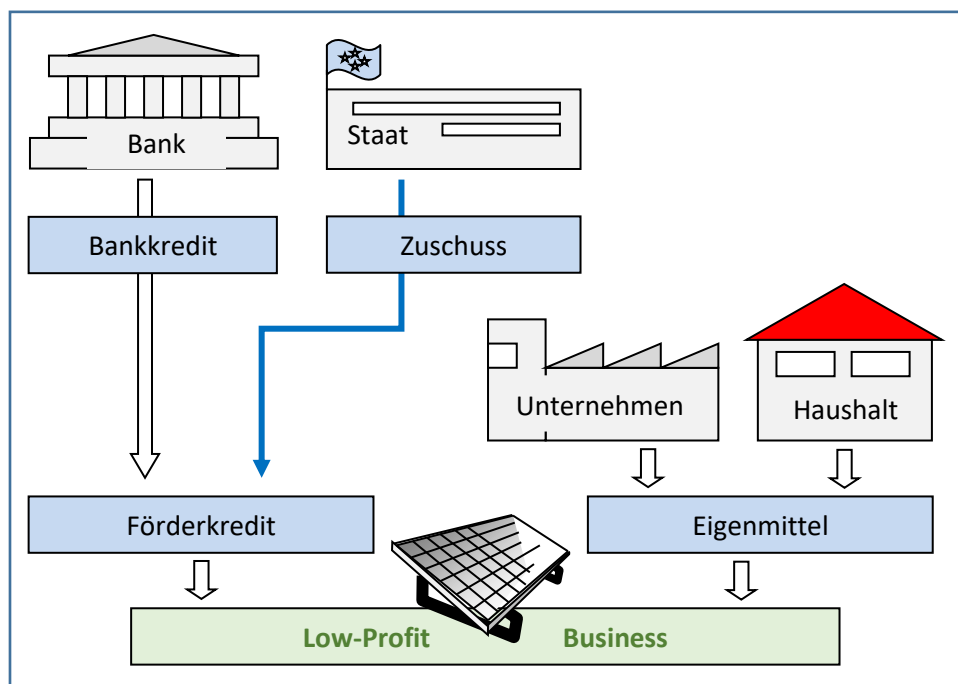 Bank
Staat
Bankkredit
Zuschuss
Unternehmen
Haushalt
Förderkredit
Eigenmittel
Low-Profit Business